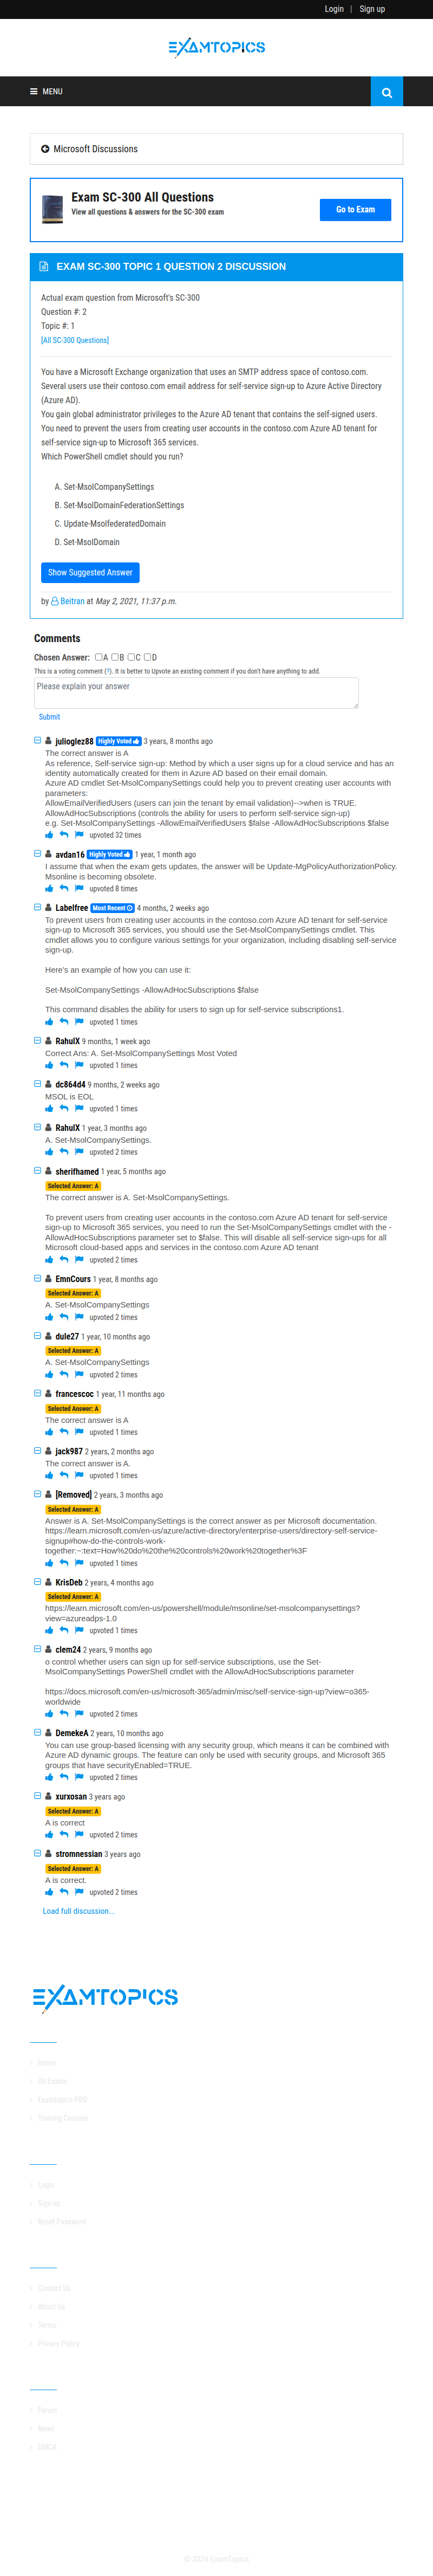 Login | Sign up
EXAMTOPICS
MENU
Microsoft Discussions
Exam SC-300 All Questions
View all questions & answers for the SC-300 exam
Go to Exam
EXAM SC-300 TOPIC 1 QUESTION 2 DISCUSSION
Actual exam question from Microsoft's SC-300
Question #: 2
Topic #: 1
[All SC-300 Questions]
You have a Microsoft Exchange organization that uses an SMTP address space of contoso.com.
Several users use their contoso.com email address for self-service sign-up to Azure Active Directory
(Azure AD).
You gain global administrator privileges to the Azure AD tenant that contains the self-signed users.
You need to prevent the users from creating user accounts in the contoso.com Azure AD tenant for
self-service sign-up to Microsoft 365 services.
Which PowerShell cmdlet should you run?
A. Set-MsolCompanySettings
B. Set-MsolDomainFederationSettings
C. Update-MsolfederatedDomain
D. Set-MsolDomain
Show Suggested Answer
by Beitran at May 2, 2021, 11:37 p.m.
Comments
Chosen Answer: A B C D
This is a voting comment (?). It is better to Upvote an existing comment if you don't have anything to add.
Please explain your answer
Submit
julioglez88 Highly Voted 3 years, 8 months ago
The correct answer is A
As reference, Self-service sign-up: Method by which a user signs up for a cloud service and has an
identity automatically created for them in Azure AD based on their email domain.
Azure AD cmdlet Set-MsolCompanySettings could help you to prevent creating user accounts with
parameters:
AllowEmailVerifiedUsers (users can join the tenant by email validation)-->when is TRUE.
AllowAdHocSubscriptions (controls the ability for users to perform self-service sign-up)
e.g. Set-MsolCompanySettings -AllowEmailVerifiedUsers $false -AllowAdHocSubscriptions $false
upvoted 32 times
avdan16 Highly Voted 1 year, 1 month ago
I assume that when the exam gets updates, the answer will be Update-MgPolicyAuthorizationPolicy.
Msonline is becoming obsolete.
upvoted 8 times
Labelfree Most Recent 4 months, 2 weeks ago
To prevent users from creating user accounts in the contoso.com Azure AD tenant for self-service
sign-up to Microsoft 365 services, you should use the Set-MsolCompanySettings cmdlet. This
cmdlet allows you to configure various settings for your organization, including disabling self-service
sign-up.
Here's an example of how you can use it:
Set-MsolCompanySettings -AllowAdHocSubscriptions $false
This command disables the ability for users to sign up for self-service subscriptions1.
upvoted 1 times
RahulX 9 months, 1 week ago
Correct Ans: A. Set-MsolCompanySettings Most Voted
upvoted 1 times
dc864d4 9 months, 2 weeks ago
MSOL is EOL
upvoted 1 times
RahulX 1 year, 3 months ago
A. Set-MsolCompanySettings.
upvoted 2 times
sherifhamed 1 year, 5 months ago
Selected Answer: A
The correct answer is A. Set-MsolCompanySettings.
To prevent users from creating user accounts in the contoso.com Azure AD tenant for self-service
sign-up to Microsoft 365 services, you need to run the Set-MsolCompanySettings cmdlet with the -
AllowAdHocSubscriptions parameter set to $false. This will disable all self-service sign-ups for all
Microsoft cloud-based apps and services in the contoso.com Azure AD tenant
upvoted 2 times
EmnCours 1 year, 8 months ago
Selected Answer: A
A. Set-MsolCompanySettings
upvoted 2 times
dule27 1 year, 10 months ago
Selected Answer: A
A. Set-MsolCompanySettings
upvoted 2 times
francescoc 1 year, 11 months ago
Selected Answer: A
The correct answer is A
upvoted 1 times
jack987 2 years, 2 months ago
The correct answer is A.
upvoted 1 times
[Removed] 2 years, 3 months ago
Selected Answer: A
Answer is A. Set-MsolCompanySettings is the correct answer as per Microsoft documentation.
https://learn.microsoft.com/en-us/azure/active-directory/enterprise-users/directory-self-service-
signup#how-do-the-controls-work-
together:~:text=How%20do%20the%20controls%20work%20together%3F
upvoted 1 times
KrisDeb 2 years, 4 months ago
Selected Answer: A
https://learn.microsoft.com/en-us/powershell/module/msonline/set-msolcompanysettings?
view=azureadps-1.0
upvoted 1 times
clem24 2 years, 9 months ago
o control whether users can sign up for self-service subscriptions, use the Set-
MsolCompanySettings PowerShell cmdlet with the AllowAdHocSubscriptions parameter
https://docs.microsoft.com/en-us/microsoft-365/admin/misc/self-service-sign-up?view=o365-
worldwide
upvoted 2 times
DemekeA 2 years, 10 months ago
You can use group-based licensing with any security group, which means it can be combined with
Azure AD dynamic groups. The feature can only be used with security groups, and Microsoft 365
groups that have securityEnabled=TRUE.
upvoted 2 times
xurxosan 3 years ago
Selected Answer: A
A is correct
upvoted 2 times
stromnessian 3 years ago
Selected Answer: A
A is correct.
upvoted 2 times
Load full discussion...
EXAMTOPICS
Home
All Exams
Examtopics PRO
Training Courses
Login
Sign up
Reset Password
Contact Us
About Us
Terms
Privacy Policy
Forum
News
DMCA
© 2024 ExamTopics